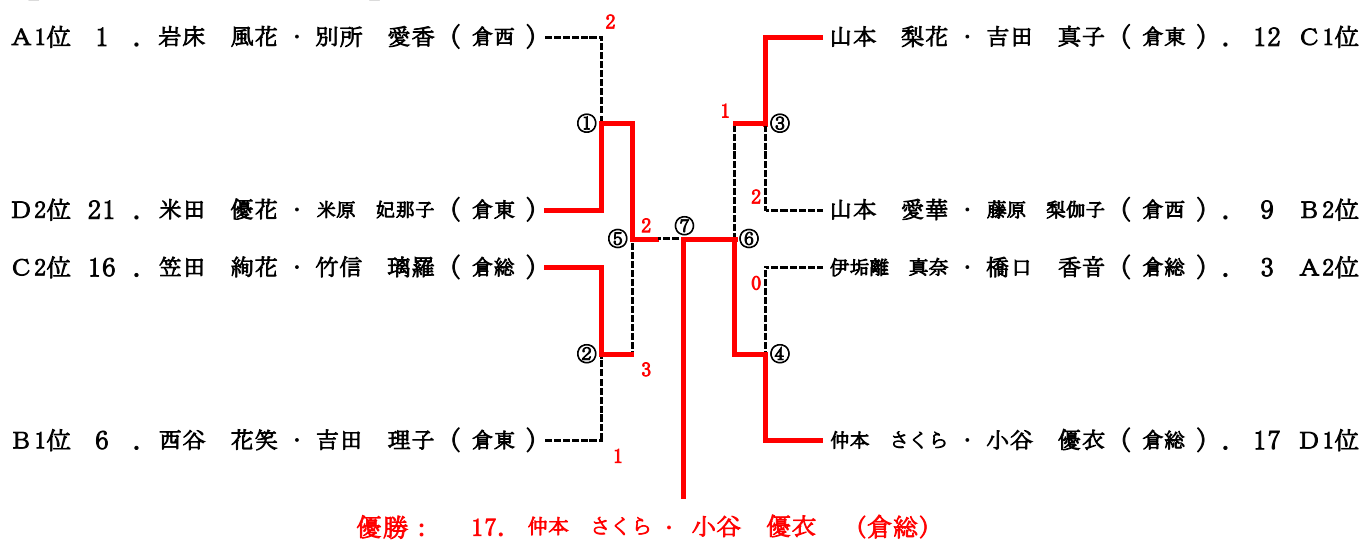 2
A1位 1 . 岩床 風花 ・ 別所 愛香 ( 倉西 )
山本 梨花 ・ 吉田 真子 ( 倉東 ) . 12 C1位
1
① ③
D2位 21 . 米田 優花 ・ 米原 妃那子 ( 倉東 )
2
山本 愛華 ・ 藤原 梨伽子 ( 倉西 ) . 9 B2位
⑤ 2 ⑦ ⑥
C2位 16 . 笠田 絢花 ・ 竹信 璃羅 ( 倉総 )
0
伊垢離 真奈 ・ 橋口 香音 ( 倉総 ) . 3 A2位
② ④
3
B1位 6 . 西谷 花笑 ・ 吉田 理子 ( 倉東 )
1
仲本 さくら ・ 小谷 優衣 ( 倉総 ) . 17 D1位
優勝： 17. 仲本 さくら ・ 小谷 優衣 (倉総)